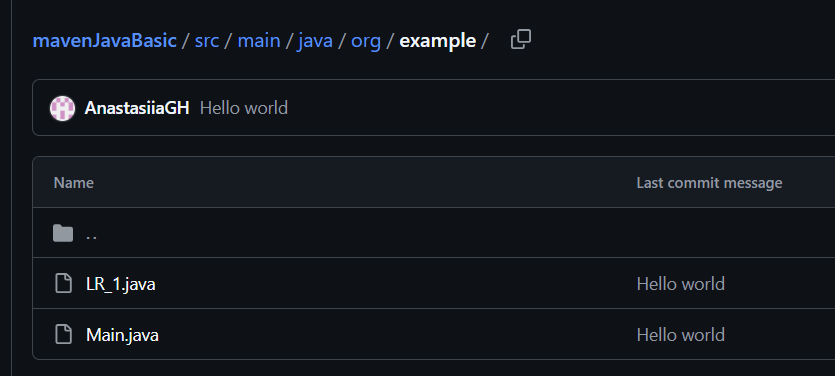 mavenJavaBasic / src / main / java / org / example /
AnastasiiaGH Hello world
Name Last commit message
..
LR_1.java Hello world
Main.java Hello world